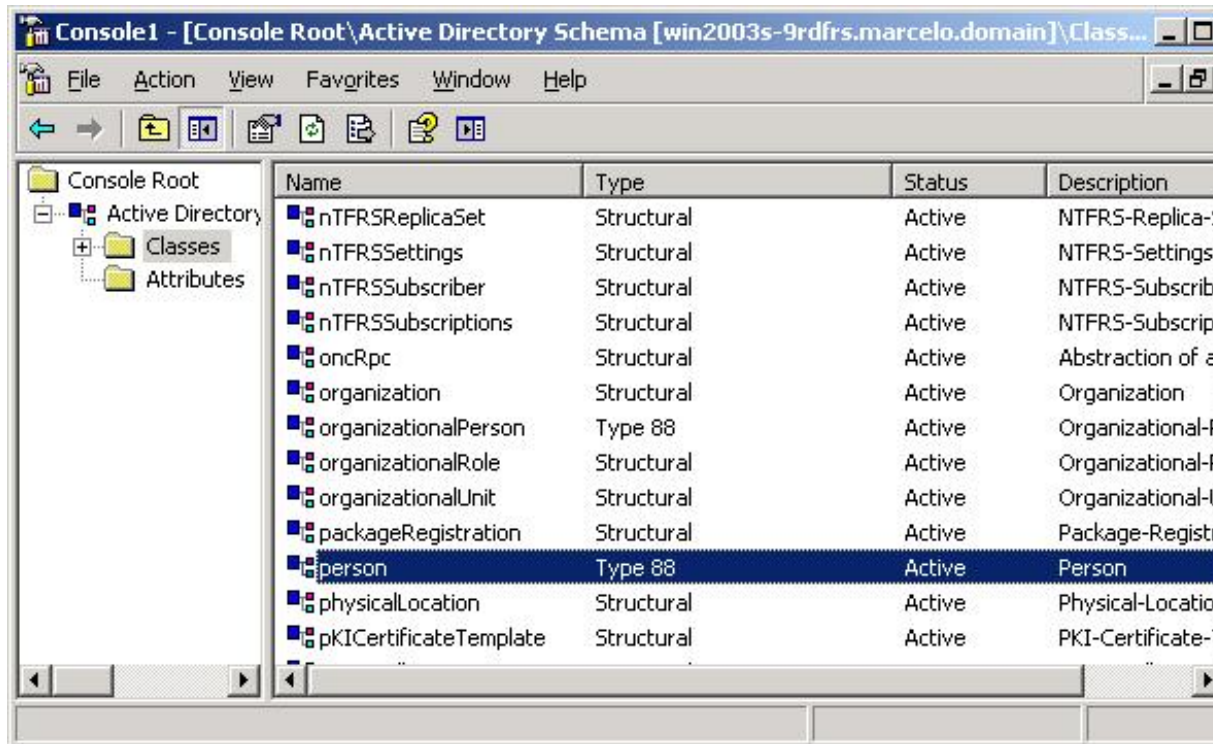 Console1 - [Console Root\Active Directory Schema [win2003s-9rdfrs.marcelo.domain]\Class...
File Action View Favorites Window Help
Console Root
Active Directory
Classes
Attributes
Name Type Status Description
nTFRSReplicaSet Structural Active NTFRS-Replica-
nTFRSSettings Structural Active NTFRS-Settings
nTFRSSubscriber Structural Active NTFRS-Subscrib
nTFRSSubscriptions Structural Active NTFRS-Subscrip
oncRpc Structural Active Abstraction of a
organization Structural Active Organization
organizationalPerson Type 88 Active Organizational-
organizationalRole Structural Active Organizational-
organizationalUnit Structural Active Organizational-
packageRegistration Structural Active Package-Regist
person Type 88 Active Person
physicalLocation Structural Active Physical-Locatio
pKICertificateTemplate Structural Active PKI-Certificate-